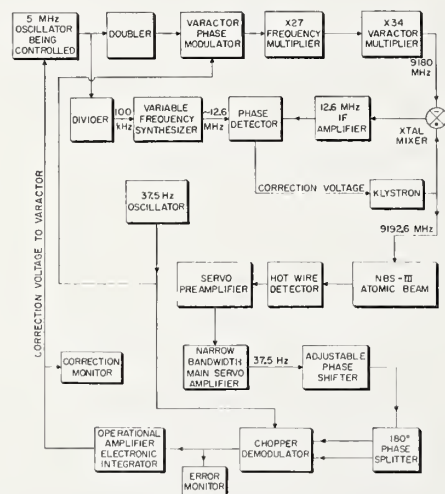 5 MHz
OSCILLATOR
BEING
CONTROLLED
DOUBLER
VARACTOR
PHASE
MODULATOR
X27
FREQUENCY
MULTIPLIER
X34
VARACTOR
MULTIPLIER
9180
MHz
DIVIDER
100
kHz
VARIABLE
FREQUENCY
SYNTHESIZER
~12.6
MHz
PHASE
DETECTOR
12.6 MHz
IF
AMPLIFIER
XTAL
MIXER
37.5 Hz
OSCILLATOR
CORRECTION VOLTAGE
KLYSTRON
9192.6
MHz
CORRECTION VOLTAGE TO VARACTOR
SERVO
PREAMPLIFIER
HOT WIRE
DETECTOR
NBS-III
ATOMIC BEAM
CORRECTION
MONITOR
NARROW
BANDWIDTH
MAIN SERVO
AMPLIFIER
37.5 Hz
ADJUSTABLE
PHASE
SHIFTER
OPERATIONAL
AMPLIFIER
ELECTRONIC
INTEGRATOR
CHOPPER
DEMODULATOR
180°
PHASE
SPLITTER
ERROR
MONITOR